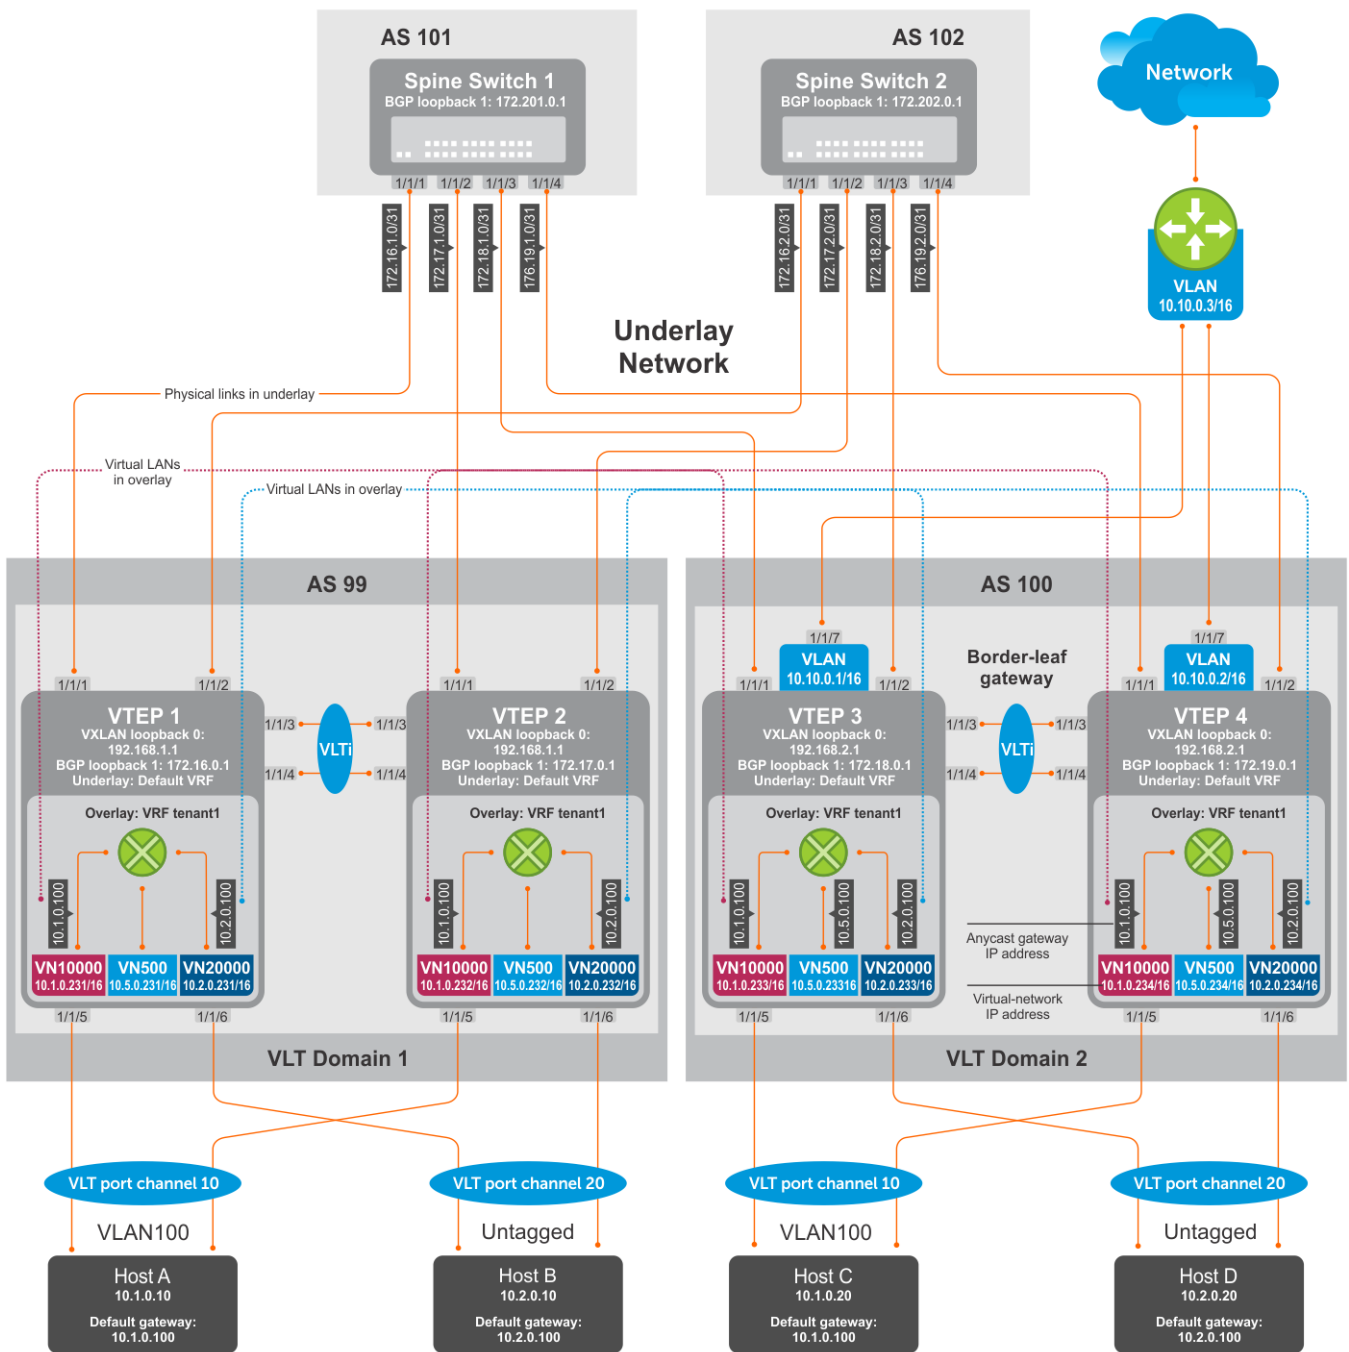 AS 101
AS 102
Network
Spine Switch 1
BGP loopback 1: 172.201.0.1
Spine Switch 2
BGP loopback 1: 172.202.0.1
1/1/1
1/1/2
1/1/3
1/1/4
1/1/1
1/1/2
1/1/3
1/1/4
172.16.1.0/31
172.17.1.0/31
172.18.1.0/31
176.19.1.0/31
172.16.2.0/31
172.17.2.0/31
172.18.2.0/31
176.19.2.0/31
VLAN
10.10.0.3/16
Underlay
Network
Physical links in underlay
Virtual LANs
in overlay
Virtual LANs in overlay
AS 99
AS 100
1/1/7
1/1/7
VLAN
10.10.0.1/16
Border-leaf
gateway
VLAN
10.10.0.2/16
1/1/1
1/1/2
1/1/1
1/1/2
1/1/1
1/1/2
1/1/1
1/1/2
VTEP 1
VXLAN loopback 0:
192.168.1.1
BGP loopback 1: 172.16.0.1
Underlay: Default VRF
1/1/3
1/1/4
VLTi
1/1/3
1/1/4
VTEP 2
VXLAN loopback 0:
192.168.1.1
BGP loopback 1: 172.17.0.1
Underlay: Default VRF
VTEP 3
VXLAN loopback 0:
192.168.2.1
BGP loopback 1: 172.18.0.1
Underlay: Default VRF
1/1/3
1/1/4
VLTi
1/1/3
1/1/4
VTEP 4
VXLAN loopback 0:
192.168.2.1
BGP loopback 1: 172.19.0.1
Underlay: Default VRF
Overlay: VRF tenant1
Overlay: VRF tenant1
Overlay: VRF tenant1
Overlay: VRF tenant1
10.1.0.100
10.2.0.100
10.1.0.100
10.2.0.100
10.1.0.100
10.5.0.100
10.2.0.100
10.1.0.100
10.5.0.100
10.2.0.100
Anycast gateway
IP address
VN10000
10.1.0.231/16
VN500
10.5.0.231/16
VN20000
10.2.0.231/16
VN10000
10.1.0.232/16
VN500
10.5.0.232/16
VN20000
10.2.0.232/16
VN10000
10.1.0.233/16
VN500
10.5.0.23316
VN20000
10.2.0.233/16
Virtual-network
IP address
VN10000
10.1.0.234/16
VN500
10.5.0.234/16
VN20000
10.2.0.234/16
1/1/5
1/1/6
1/1/5
1/1/6
1/1/5
1/1/6
1/1/5
1/1/6
VLT Domain 1
VLT Domain 2
VLT port channel 10
VLT port channel 20
VLT port channel 10
VLT port channel 20
VLAN100
Untagged
VLAN100
Untagged
Host A
10.1.0.10
Default gateway:
10.1.0.100
Host B
10.2.0.10
Default gateway:
10.2.0.100
Host C
10.1.0.20
Default gateway:
10.1.0.100
Host D
10.2.0.20
Default gateway:
10.2.0.100